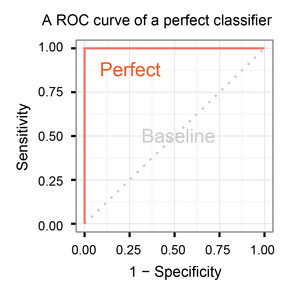 A ROC curve of a perfect classifier
1.00
Perfect
0.75
Sensitivity
0.50
Baseline
0.25
0.00
0.00 0.25 0.50 0.75 1.00
1 − Specificity